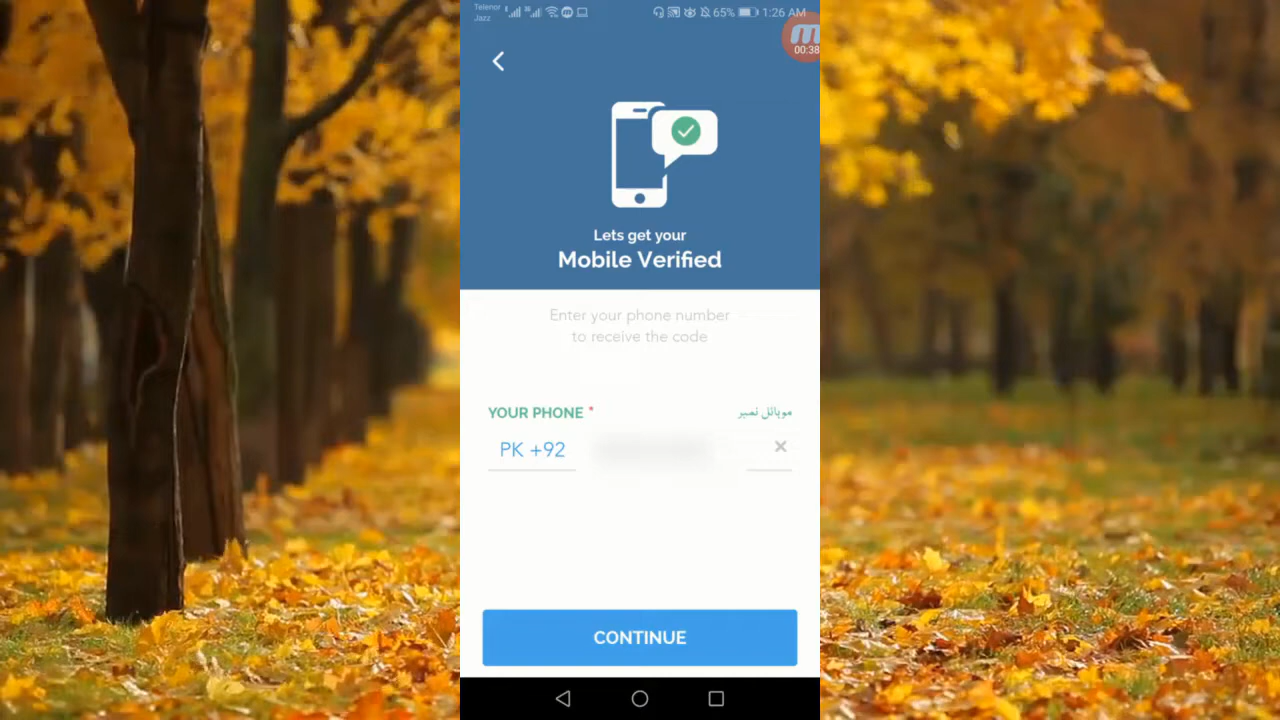 Telenor
Jazz
3G
65%
1:26 AM
00:38
Lets get your
Mobile Verified
Enter your phone number
to receive the code
YOUR PHONE *
موبائل نمبر
PK +92
CONTINUE